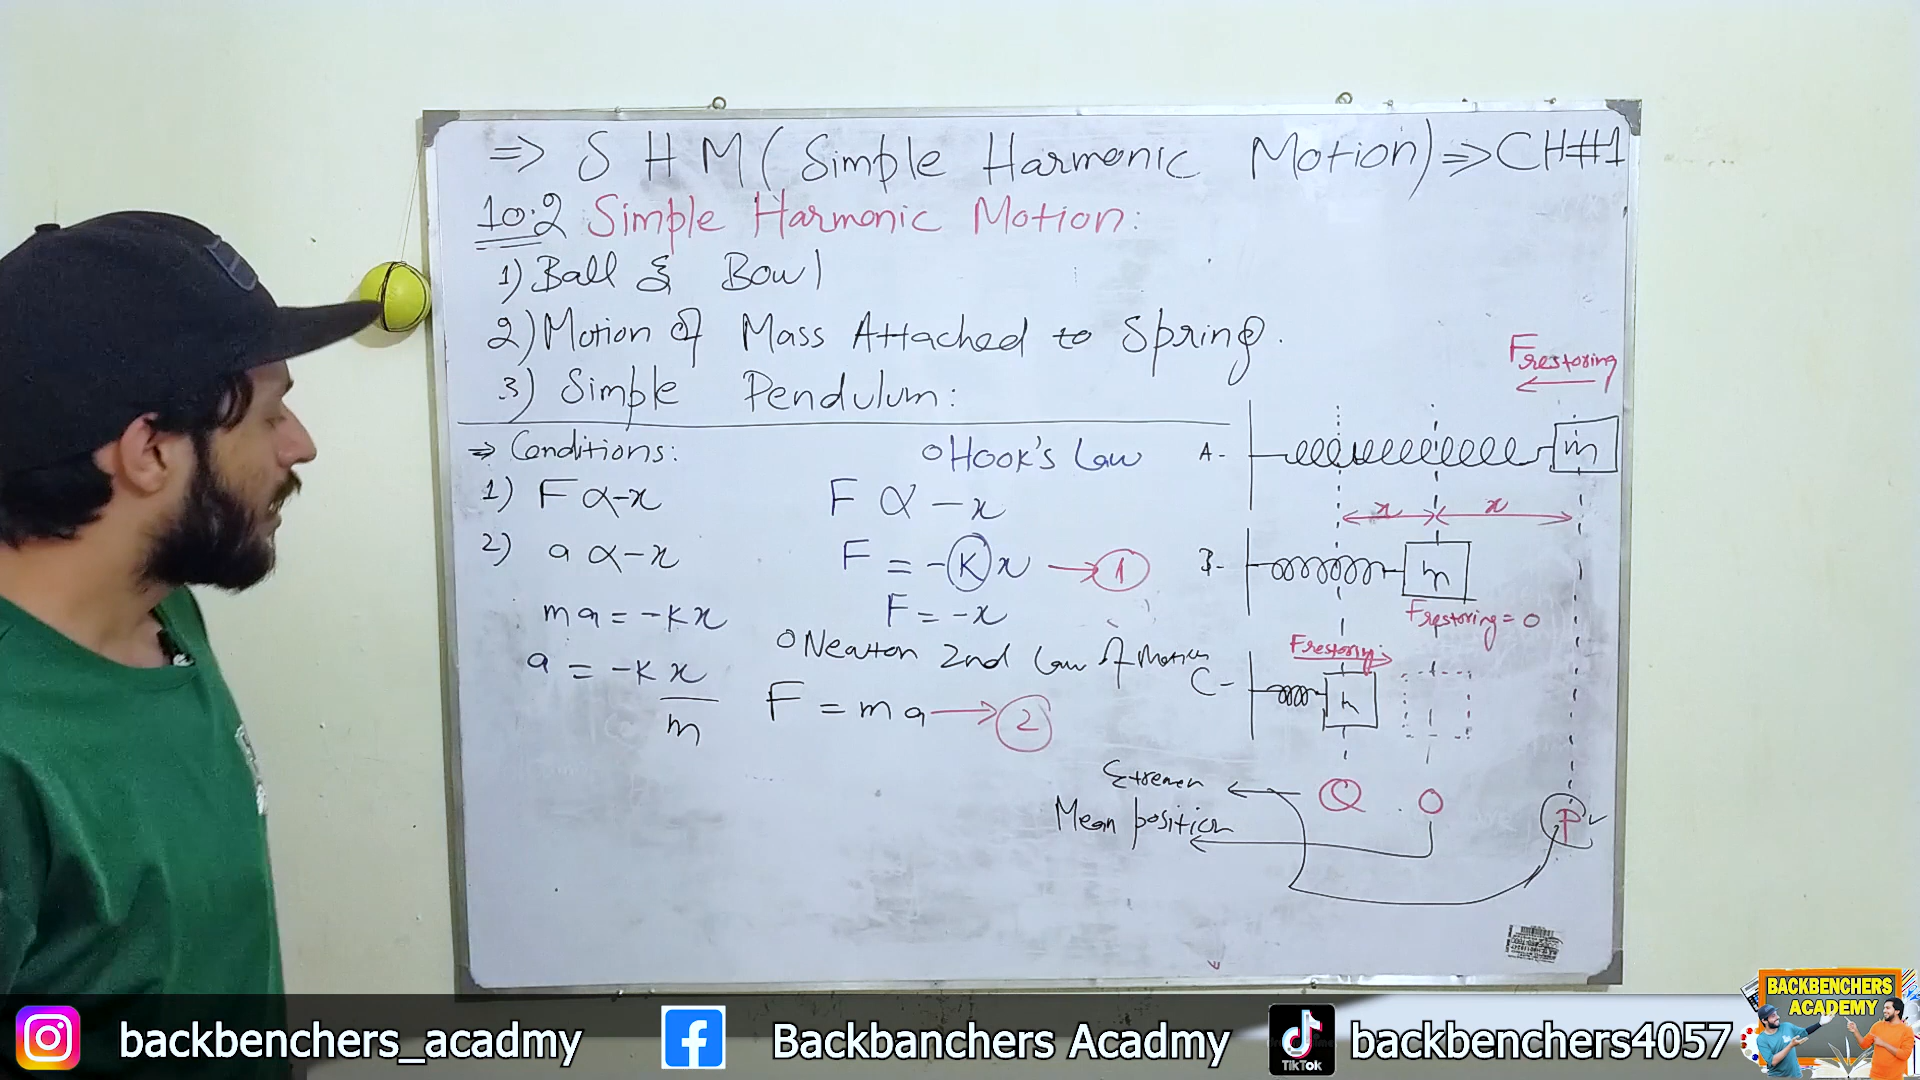 ⇒ SHM (Simple Harmonic Motion) ⇒ CH#1
10.2 Simple Harmonic Motion:
1) Ball & Bowl
2) Motion of Mass Attached to Spring.
3) Simple Pendulum:
⇒ Conditions:
1) F α -x
2) a α -x
ma = -kx
a = -kx/m
o Hook's Law
F α -x
F = -Kx → 1
F = -x
o Newton 2nd Law of Motion
F = ma → 2
Frestoring
A- m
x x
B- m
Frestoring = 0
Frestoring
C- m
Q O P
Extremen
Mean position
backbenchers_acadmy
Backbanchers Acadmy
TikTok
backbenchers4057
BACKBENCHERS
ACADEMY